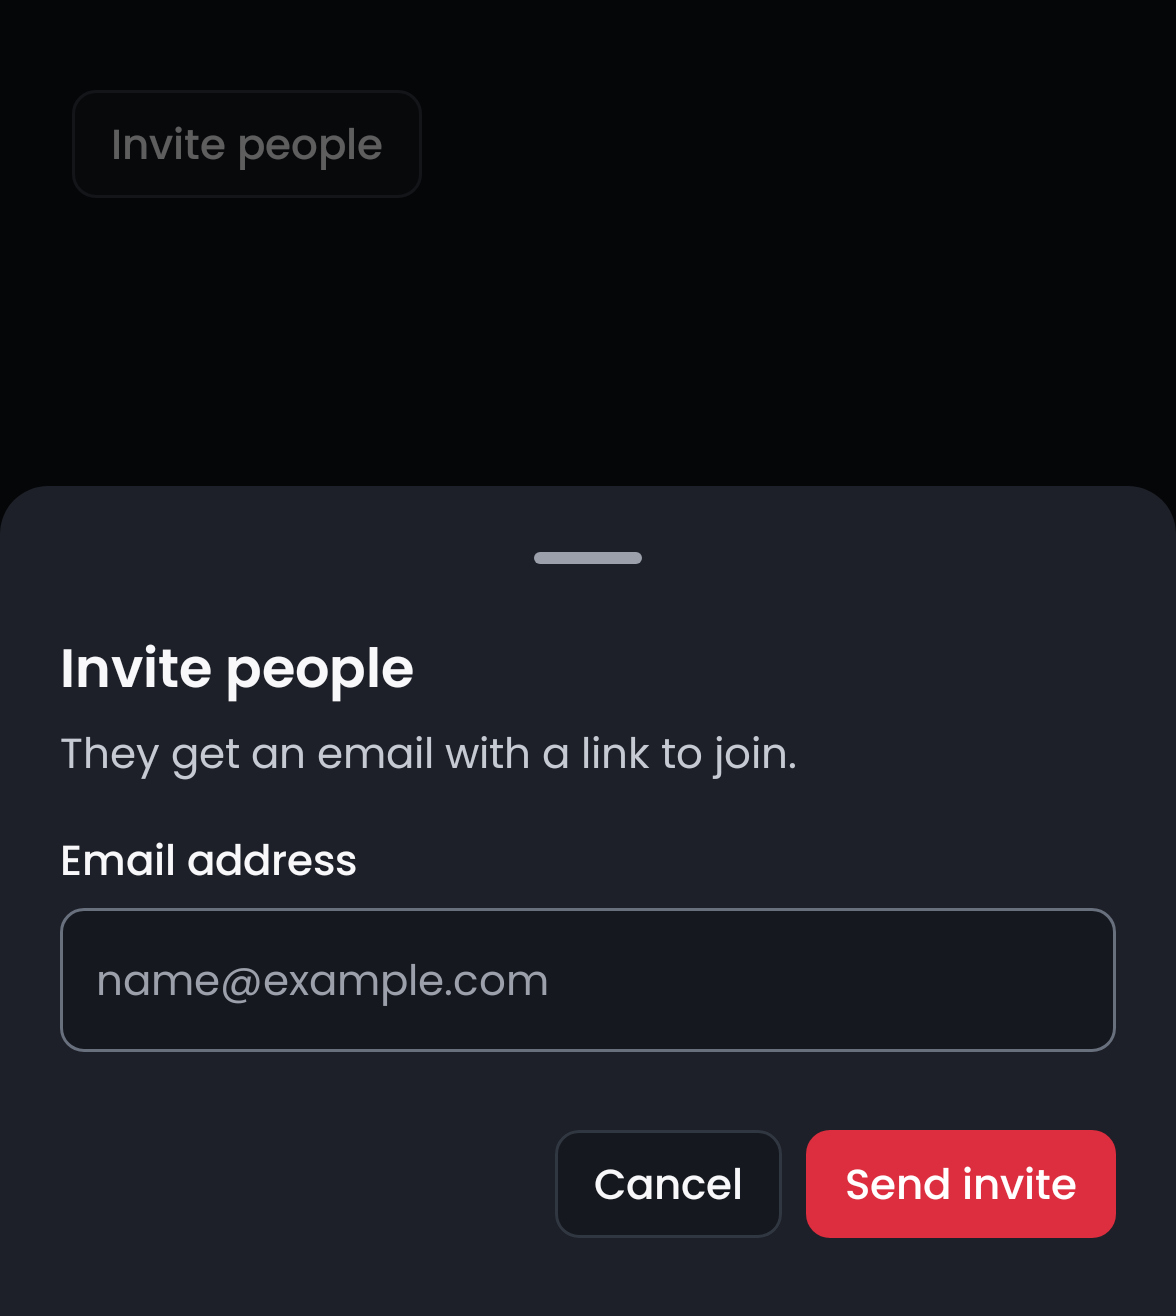 Invite people
Invite people
They get an email with a link to join.
Email address
name@example.com
Cancel
Send invite